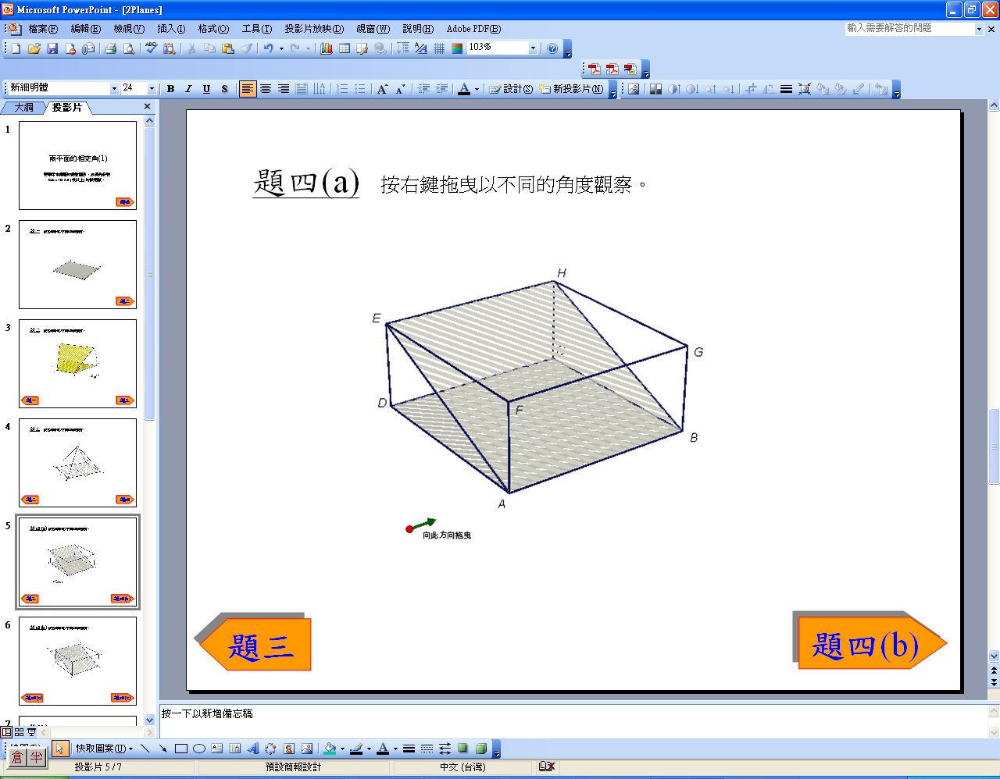 Microsoft PowerPoint - [2Planes]
檔案(F) 編輯(E) 檢視(V) 插入(I) 格式(O) 工具(T) 投影片放映(D) 視窗(W) 說明(H) Adobe PDF(B)
輸入需要解答的問題
103%
新細明體 24 B I U S 設計(S) 新投影片(N)
大綱 投影片
1
兩平面的相交角(1)
2
3
4
5
6
7
題四(a) 按右鍵拖曳以不同的角度觀察。
H
E
G
C
D
F
B
A
向此方向拖曳
題三
題四(b)
按一下以新增備忘稿
快取圖案(U)
倉 半
投影片 5 / 7 預設簡報設計 中文 (台灣)